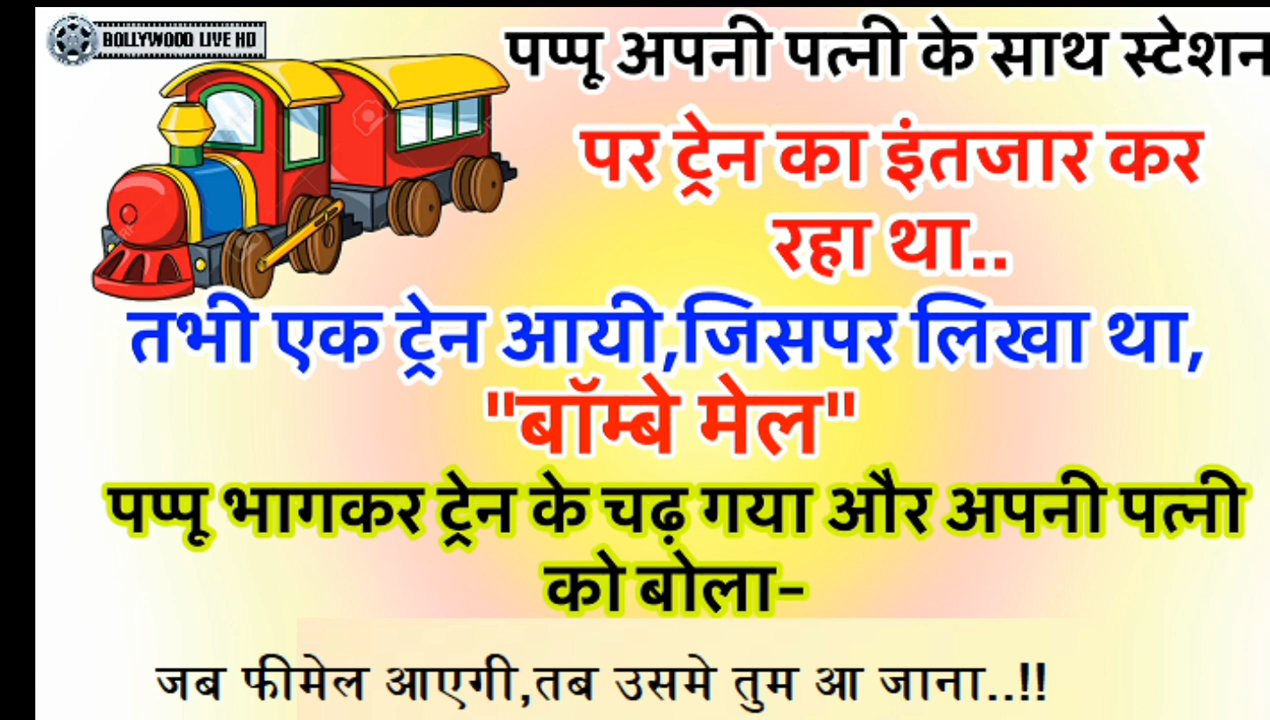 BOLLYWOOD LIVE HD
पप्पू अपनी पत्नी के साथ स्टेशन
पर ट्रेन का इंतजार कर
रहा था..
तभी एक ट्रेन आयी,जिसपर लिखा था,
"बॉम्बे मेल"
पप्पू भागकर ट्रेन के चढ़ गया और अपनी पत्नी
को बोला-
जब फीमेल आएगी,तब उसमे तुम आ जाना..!!